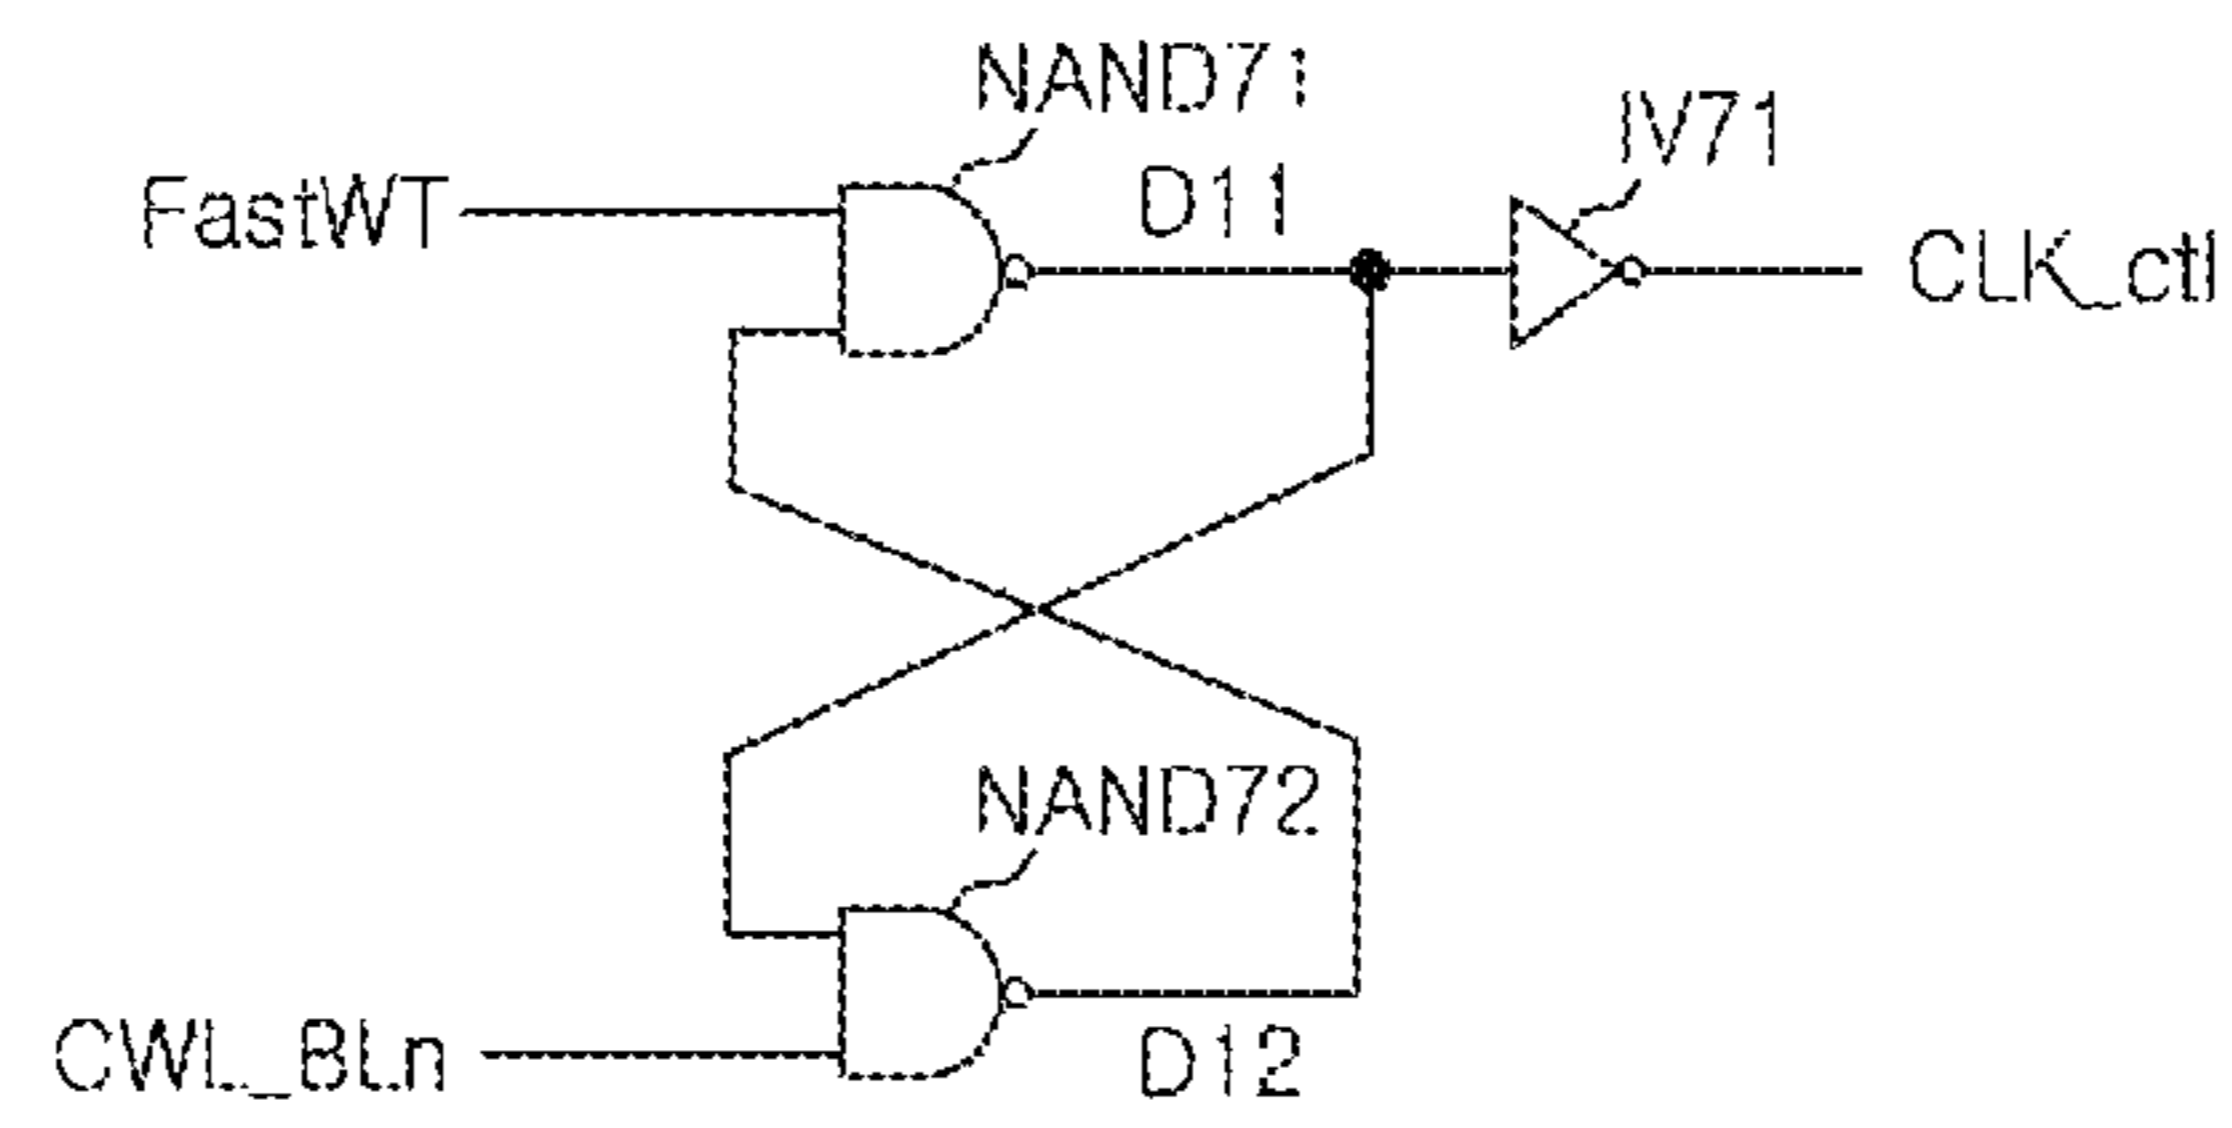 NAND71
IV71
FastWT
D11
CLK_ctl
NAND72
CWL_BLn
D12